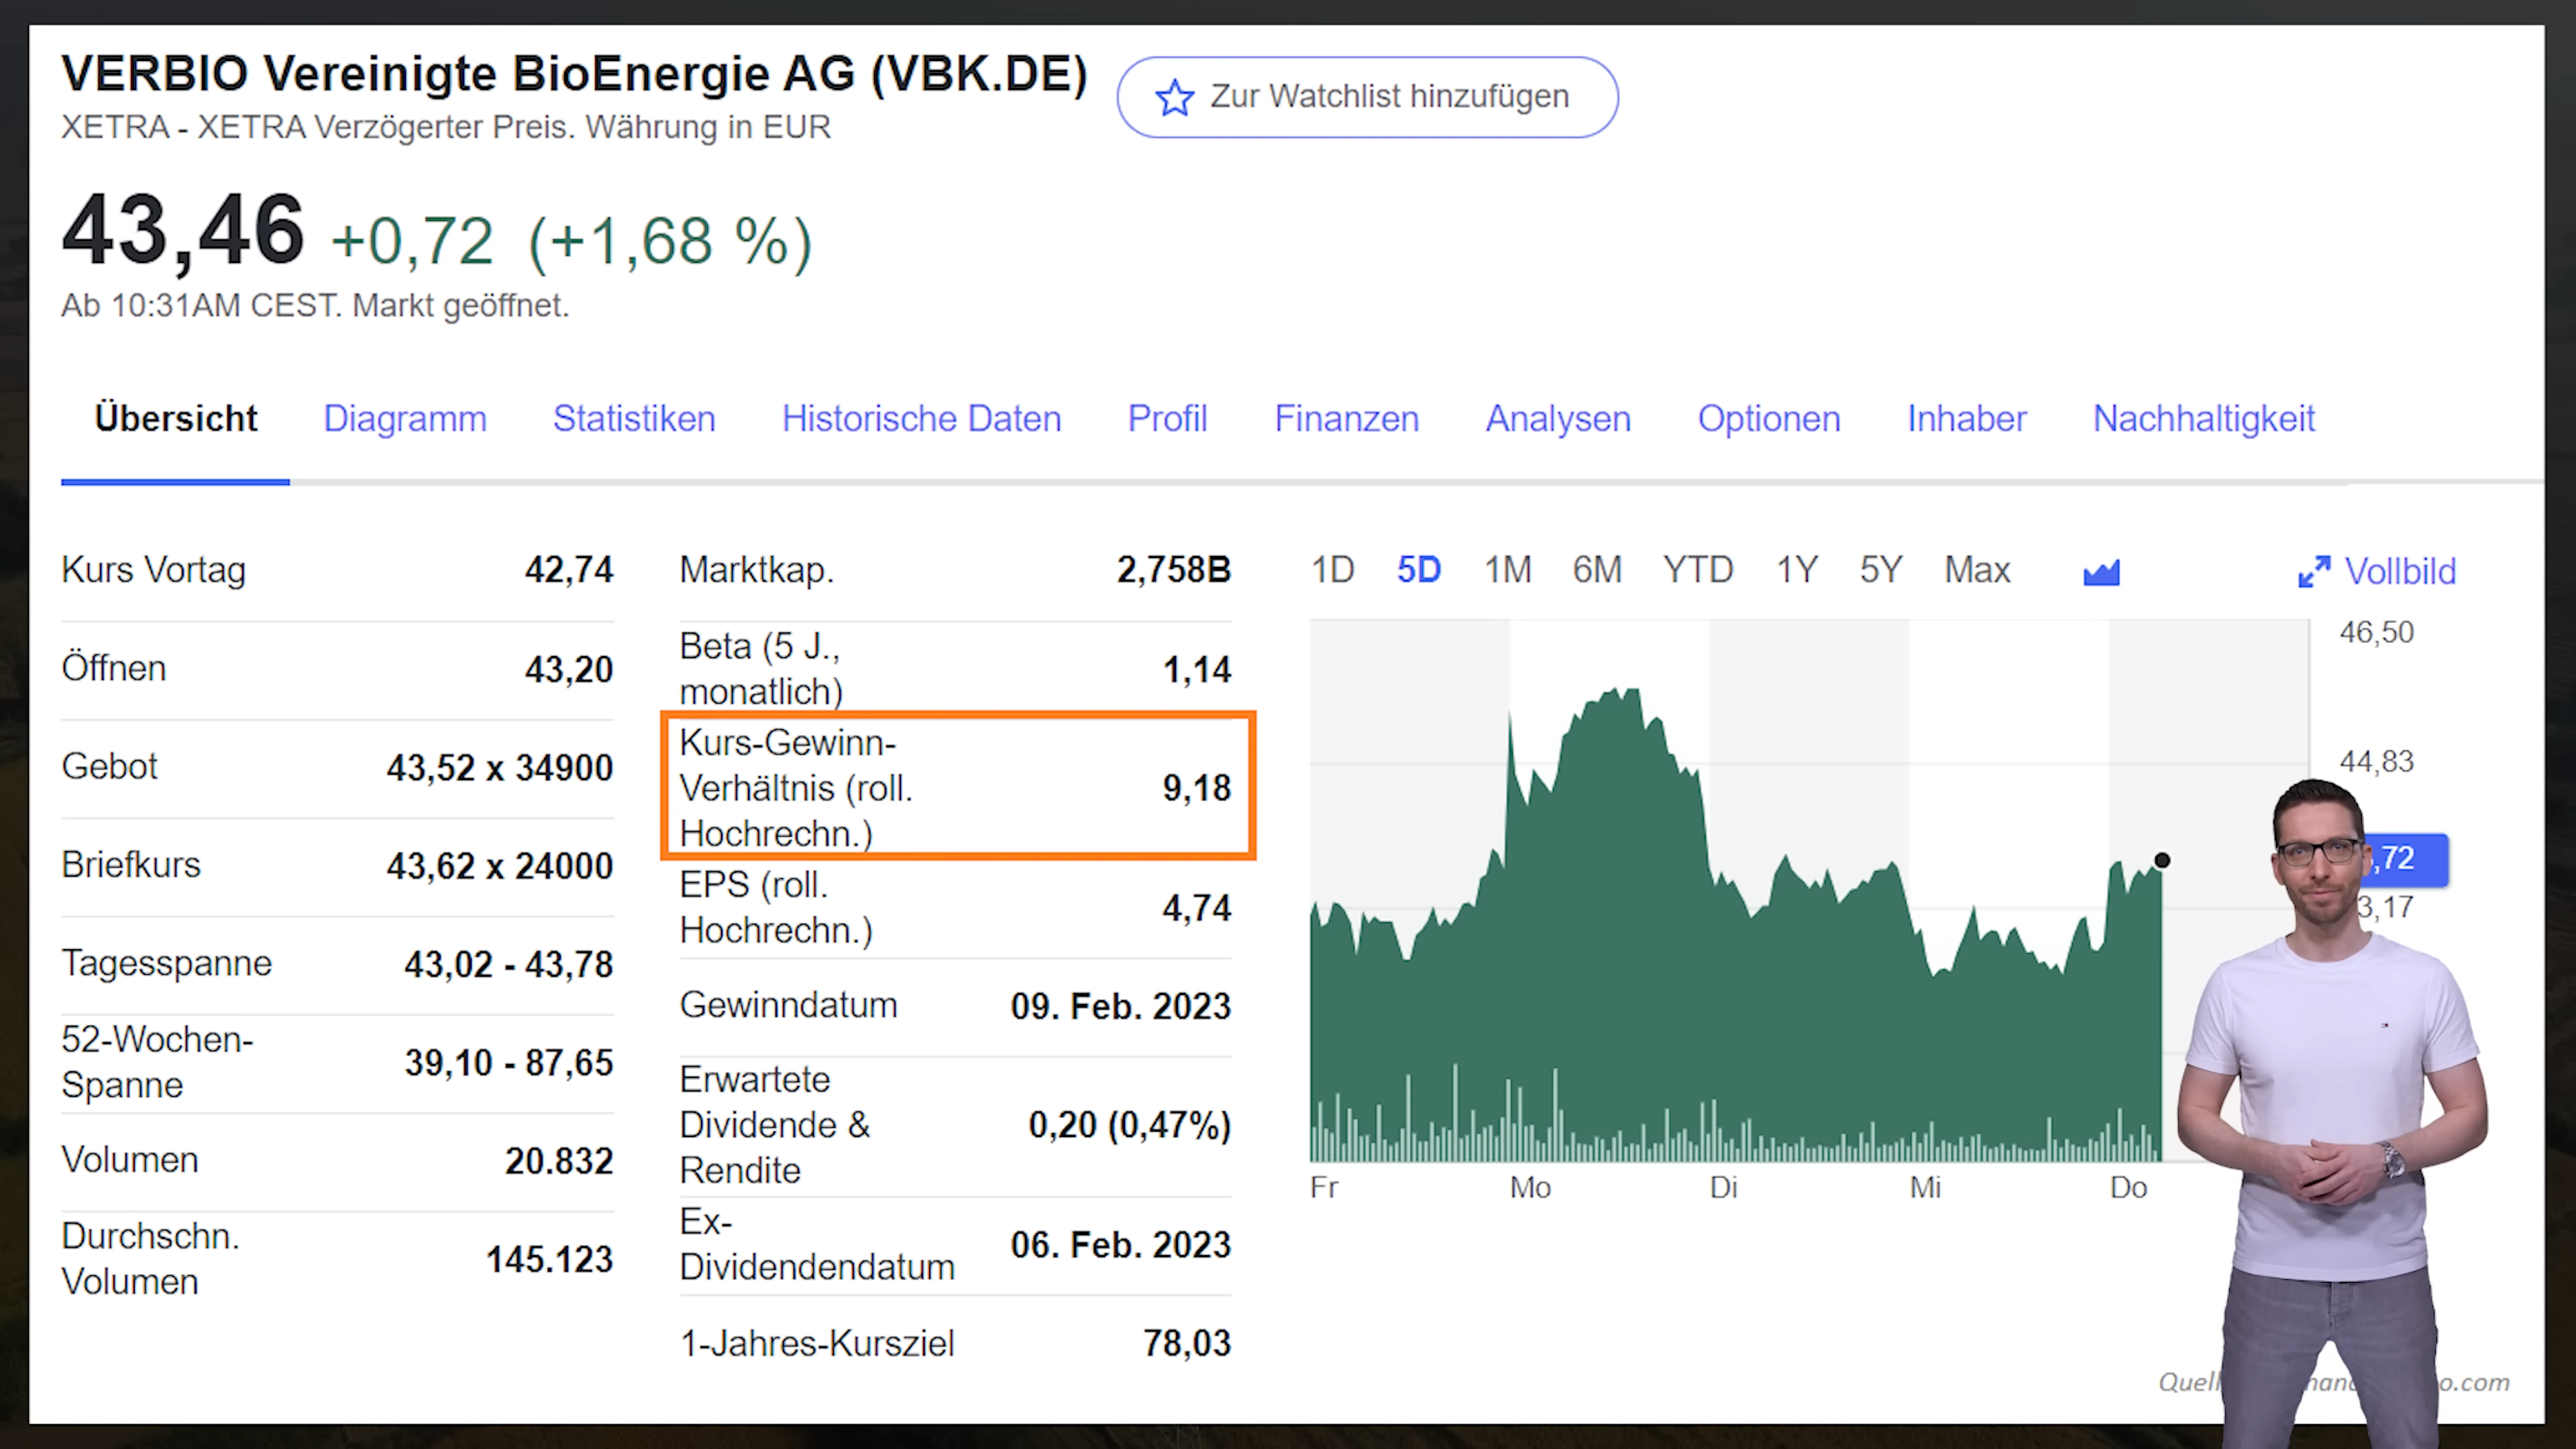 VERBIO Vereinigte BioEnergie AG (VBK.DE)
Zur Watchlist hinzufügen
XETRA - XETRA Verzögerter Preis. Währung in EUR
43,46 +0,72 (+1,68 %)
Ab 10:31AM CEST. Markt geöffnet.
Übersicht Diagramm Statistiken Historische Daten Profil Finanzen Analysen Optionen Inhaber Nachhaltigkeit
Kurs Vortag 42,74
Öffnen 43,20
Gebot 43,52 x 34900
Briefkurs 43,62 x 24000
Tagesspanne 43,02 - 43,78
52-Wochen-
Spanne 39,10 - 87,65
Volumen 20.832
Durchschn.
Volumen 145.123
Marktkap. 2,758B
Beta (5 J.,
monatlich) 1,14
Kurs-Gewinn-
Verhältnis (roll. 9,18
Hochrechn.)
EPS (roll.
Hochrechn.) 4,74
Gewinndatum 09. Feb. 2023
Erwartete
Dividende & 0,20 (0,47%)
Rendite
Ex-
Dividendendatum 06. Feb. 2023
1-Jahres-Kursziel 78,03
1D 5D 1M 6M YTD 1Y 5Y Max Vollbild
46,50
44,83
,72
3,17
Fr Mo Di Mi Do
o.com